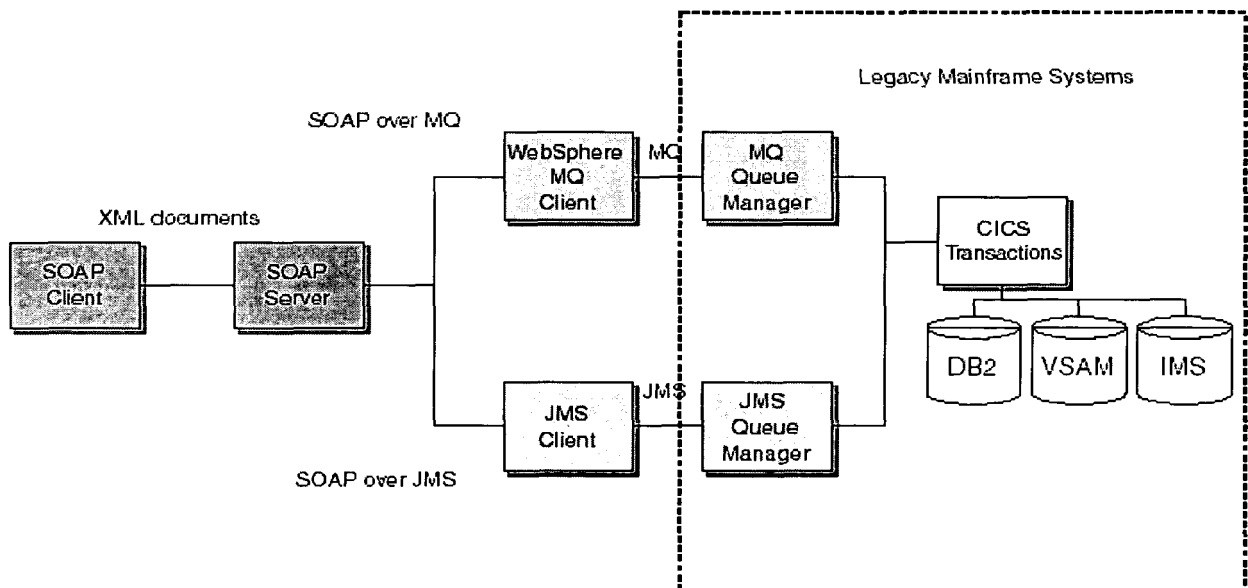 Legacy Mainframe Systems
SOAP over MQ
WebSphere
MQ
Client
MQ
MQ
Queue
Manager
XML documents
SOAP
Client
SOAP
Server
CICS
Transactions
DB2
VSAM
IMS
JMS
Client
JMS
JMS
Queue
Manager
SOAP over JMS